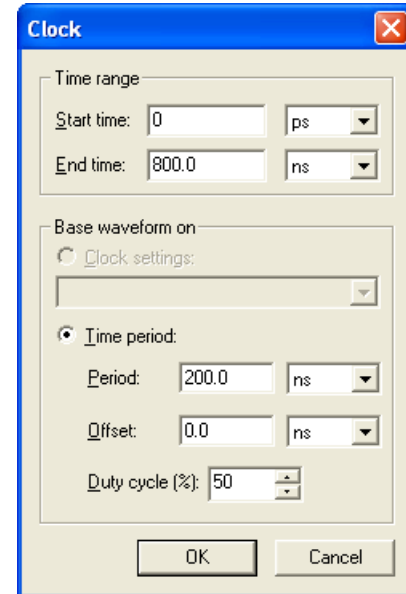 Clock
Time range
Start time: 0 ps
End time: 800.0 ns
Base waveform on
Clock settings:
Time period:
Period: 200.0 ns
Offset: 0.0 ns
Duty cycle (%): 50
OK Cancel